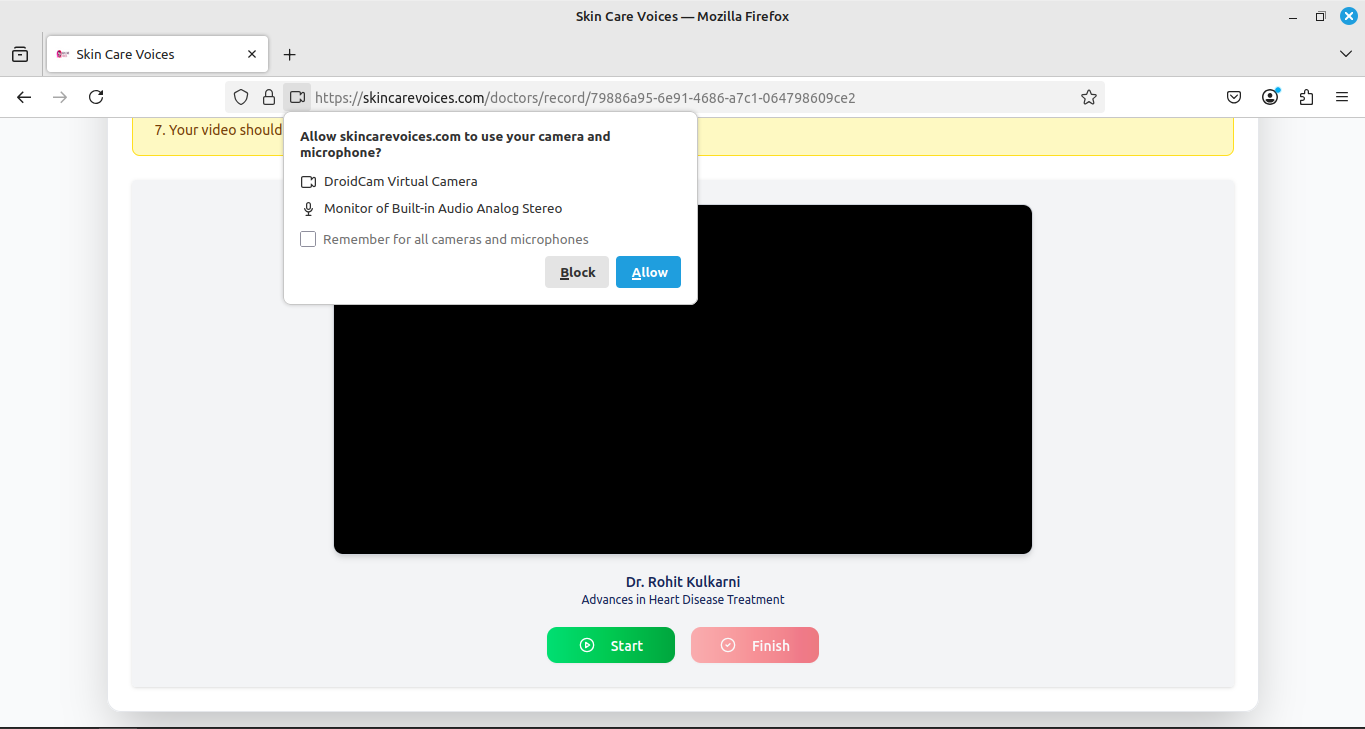 Skin Care Voices — Mozilla Firefox
Skin Care Voices
https://skincarevoices.com/doctors/record/79886a95-6e91-4686-a7c1-064798609ce2
7. Your video should
Allow skincarevoices.com to use your camera and
microphone?
DroidCam Virtual Camera
Monitor of Built-in Audio Analog Stereo
Remember for all cameras and microphones
Block Allow
Dr. Rohit Kulkarni
Advances in Heart Disease Treatment
Start Finish